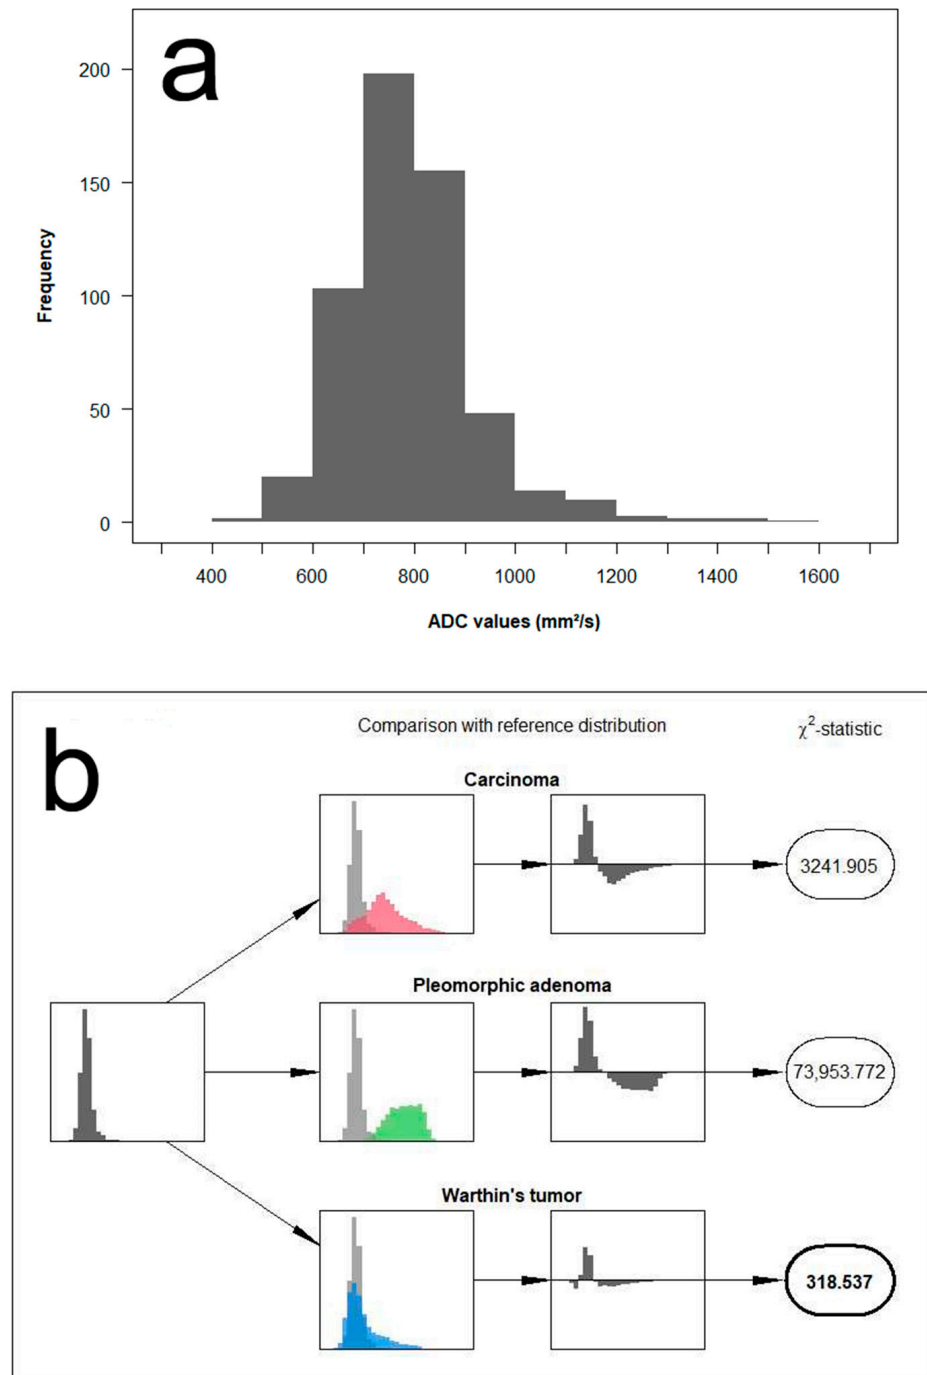 a
200
150
100
50
0
Frequency
400 600 800 1000 1200 1400 1600
ADC values (mm²/s)
b
Comparison with reference distribution χ²-statistic
Carcinoma
3241.905
Pleomorphic adenoma
73,953.772
Warthin's tumor
318.537